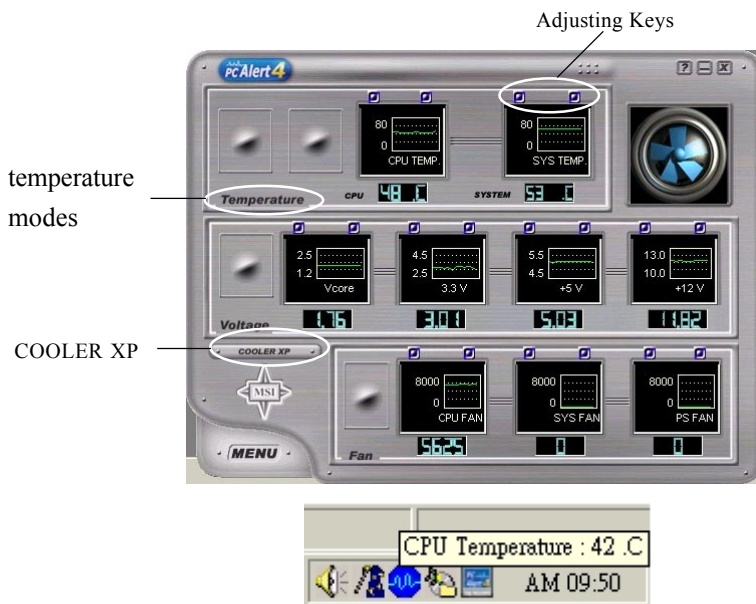 Adjusting Keys
PC Alert 4
? X
80
0
CPU TEMP.
80
0
SYS TEMP.
temperature
modes
Temperature
CPU 48 .C
SYSTEM 53 .C
2.5
1.2
Vcore
4.5
2.5
3.3 V
5.5
4.5
+5 V
13.0
10.0
+12 V
Voltage
1.76
3.01
5.03
11.82
COOLER XP
COOLER XP
MSI
MENU
8000
0
CPU FAN
8000
0
SYS FAN
8000
0
PS FAN
Fan
5625
0
0
CPU Temperature : 42 .C
AM 09:50